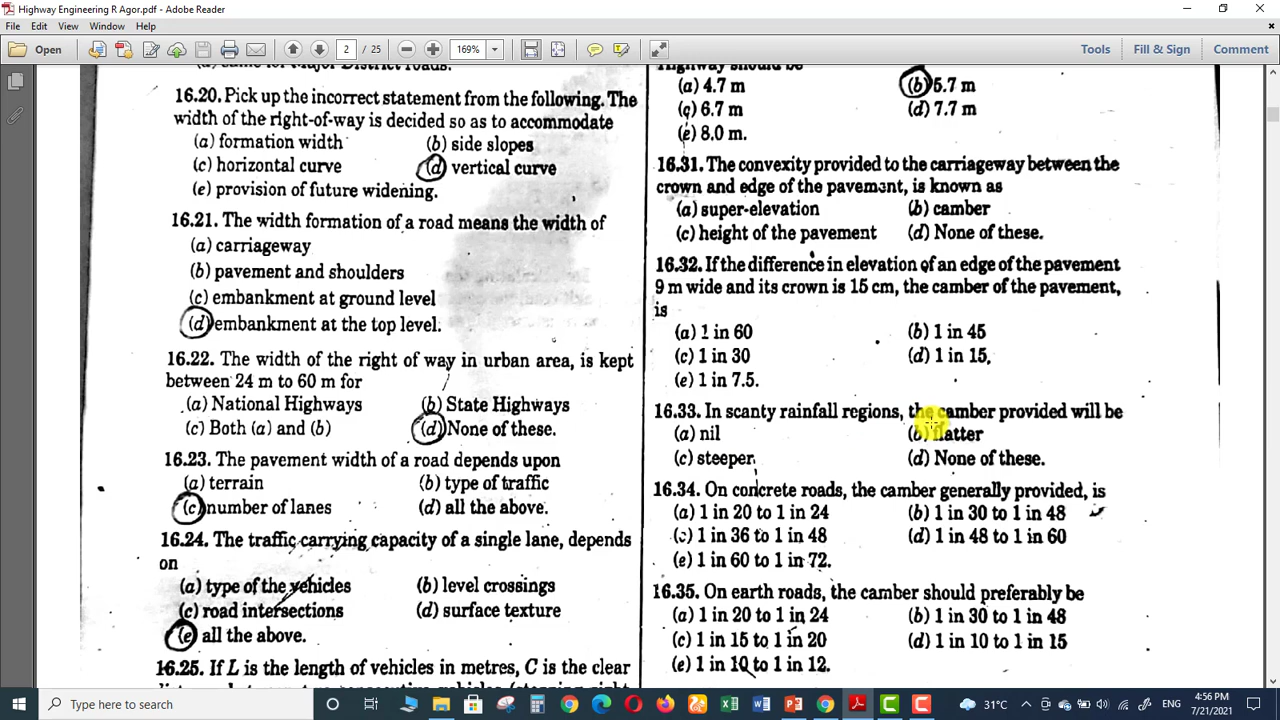 Highway Engineering R Agor.pdf - Adobe Reader
File Edit View Window Help
Open
2 / 25
169%
Tools Fill & Sign Comment
16.20. Pick up the incorrect statement from the following. The
width of the right-of-way is decided so as to accommodate
(a) formation width (b) side slopes
(c) horizontal curve (d) vertical curve
(e) provision of future widening.
16.21. The width formation of a road means the width of
(a) carriageway
(b) pavement and shoulders
(c) embankment at ground level
(d) embankment at the top level.
16.22. The width of the right of way in urban area, is kept
between 24 m to 60 m for
(a) National Highways (b) State Highways
(c) Both (a) and (b) (d) None of these.
16.23. The pavement width of a road depends upon
(a) terrain (b) type of traffic
(c) number of lanes (d) all the above.
16.24. The traffic carrying capacity of a single lane, depends
on
(a) type of the vehicles (b) level crossings
(c) road intersections (d) surface texture
(e) all the above.
16.25. If L is the length of vehicles in metres, C is the clear
(a) 4.7 m (b) 5.7 m
(c) 6.7 m (d) 7.7 m
(e) 8.0 m.
16.31. The convexity provided to the carriageway between the
crown and edge of the pavement, is known as
(a) super-elevation (b) camber
(c) height of the pavement (d) None of these.
16.32. If the difference in elevation of an edge of the pavement
9 m wide and its crown is 15 cm, the camber of the pavement,
is
(a) 1 in 60 (b) 1 in 45
(c) 1 in 30 (d) 1 in 15.
(e) 1 in 7.5.
16.33. In scanty rainfall regions, the camber provided will be
(a) nil (b) flatter
(c) steeper (d) None of these.
16.34. On concrete roads, the camber generally provided, is
(a) 1 in 20 to 1 in 24 (b) 1 in 30 to 1 in 48
(c) 1 in 36 to 1 in 48 (d) 1 in 48 to 1 in 60
(e) 1 in 60 to 1 in 72.
16.35. On earth roads, the camber should preferably be
(a) 1 in 20 to 1 in 24 (b) 1 in 30 to 1 in 48
(c) 1 in 15 to 1 in 20 (d) 1 in 10 to 1 in 15
(e) 1 in 10 to 1 in 12.
Type here to search
31°C
ENG
4:56 PM
7/21/2021